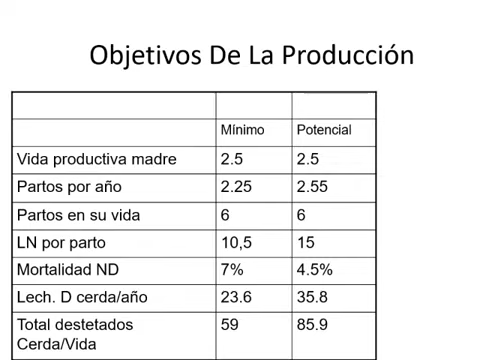 Objetivos De La Producción
Mínimo Potencial
Vida productiva madre 2.5 2.5
Partos por año 2.25 2.55
Partos en su vida 6 6
LN por parto 10,5 15
Mortalidad ND 7% 4.5%
Lech. D cerda/año 23.6 35.8
Total destetados 59 85.9
Cerda/Vida